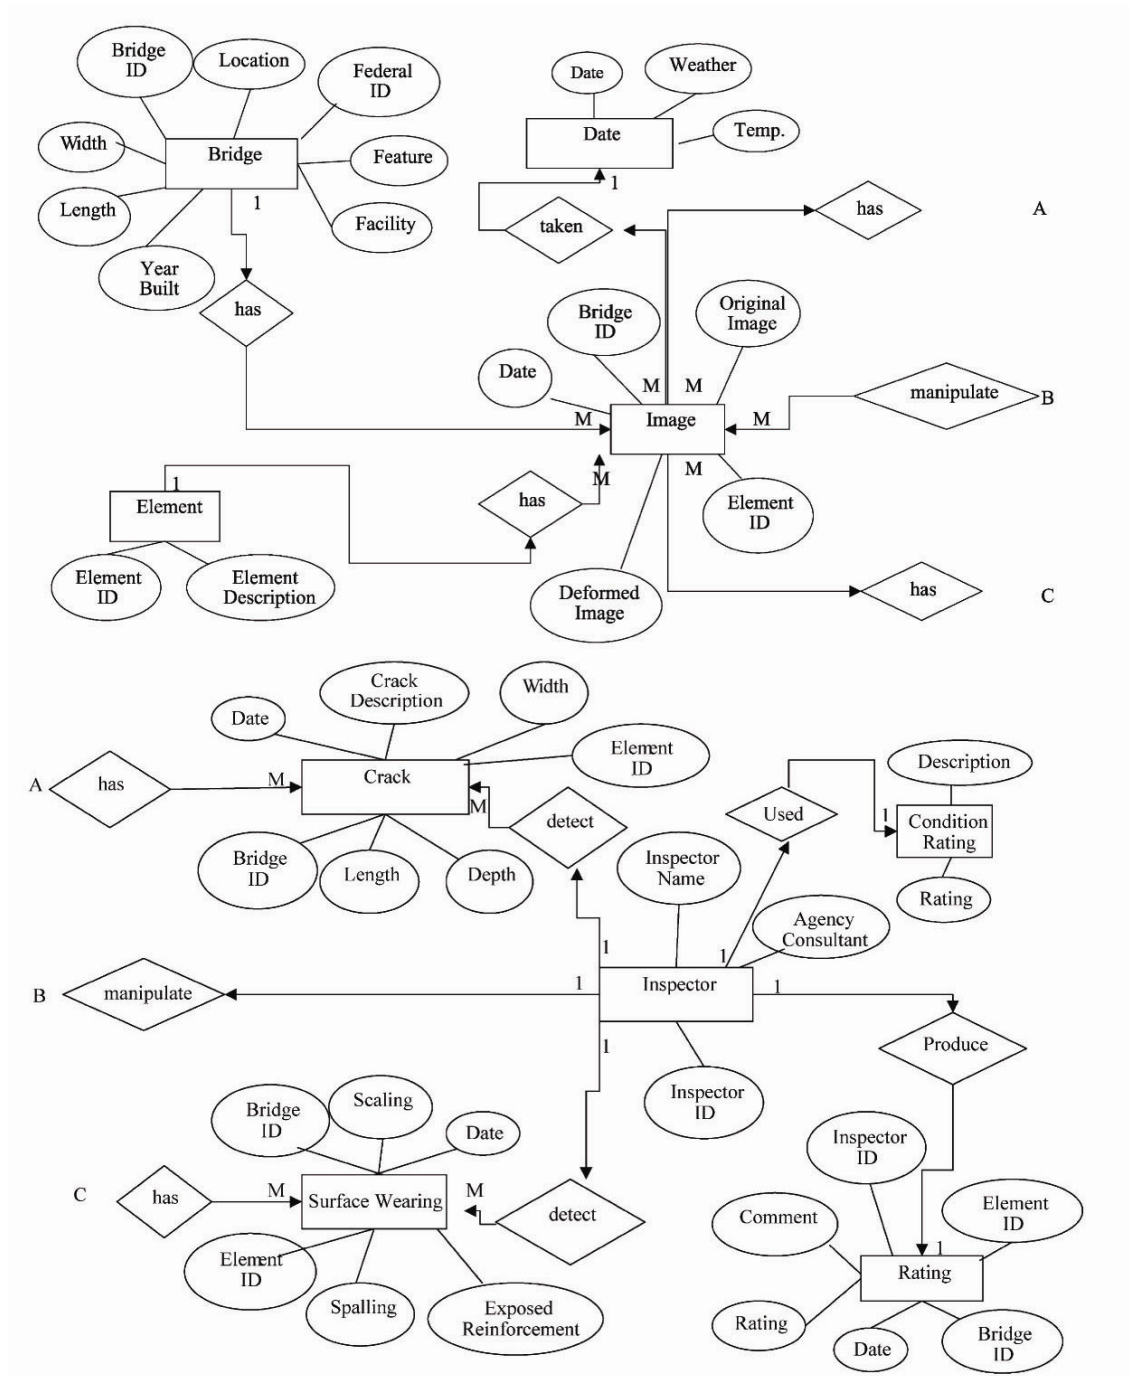 Bridge
ID
Location
Federal
ID
Width
Bridge
Feature
Length
1
Facility
Year
Built
has
Date
Weather
Date
Temp.
1
taken
has
A
Bridge
ID
Original
Image
Date
M
M
manipulate
B
M
Image
M
1
Element
has
M
M
Element
ID
Element
ID
Element
Description
Deformed
Image
has
C
Crack
Description
Width
Date
Element
ID
A
has
M
Crack
M
detect
Bridge
ID
Length
Depth
Used
Description
1
Condition
Rating
Rating
Inspector
Name
Agency
Consultant
1
1
B
manipulate
1
Inspector
1
1
Produce
Inspector
ID
Bridge
ID
Scaling
Date
C
has
M
Surface Wearing
M
detect
Element
ID
Spalling
Exposed
Reinforcement
Inspector
ID
Comment
Element
ID
1
Rating
Rating
Date
Bridge
ID